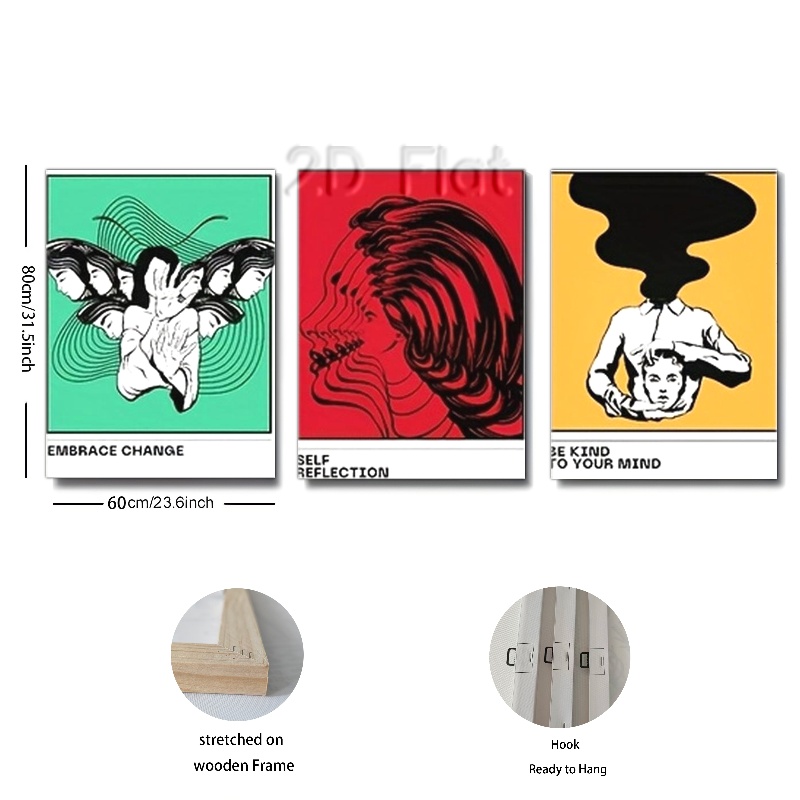 2D Flat
80cm/31.5inch
EMBRACE CHANGE
SELF
REFLECTION
BE KIND
TO YOUR MIND
60cm/23.6inch
stretched on
wooden Frame
Hook
Ready to Hang